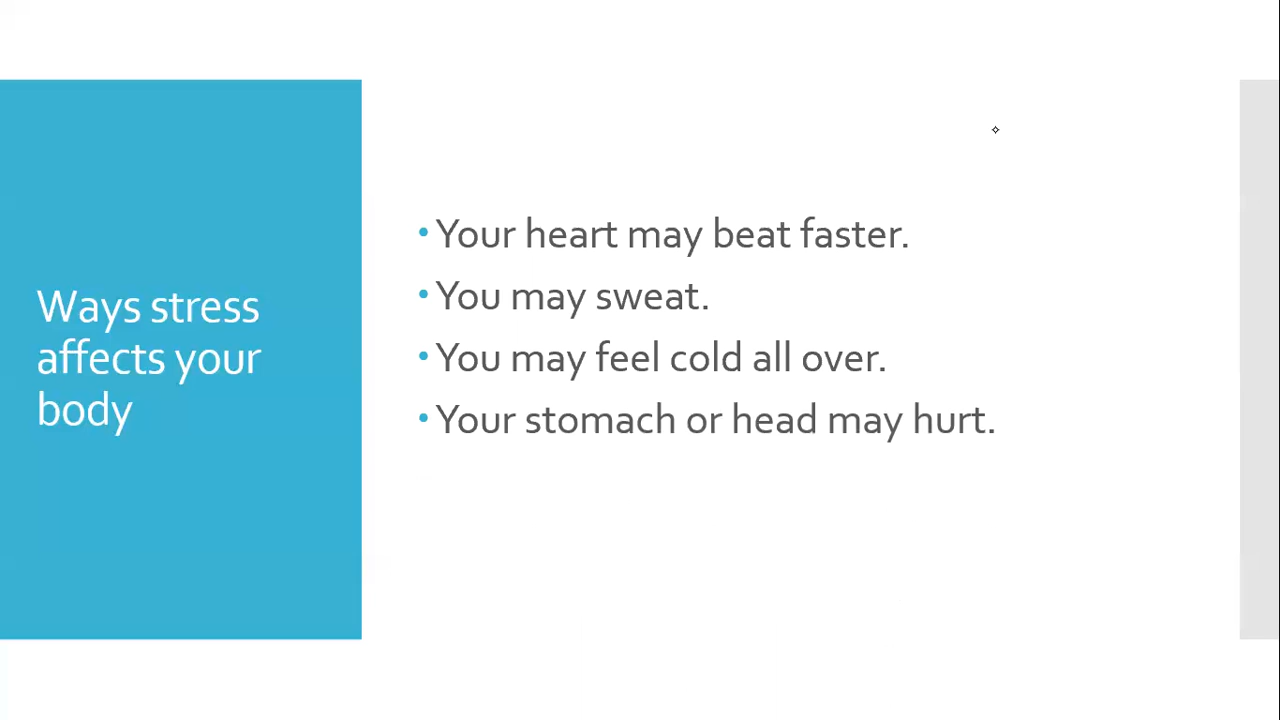 Ways stress
affects your
body
• Your heart may beat faster.
• You may sweat.
• You may feel cold all over.
• Your stomach or head may hurt.